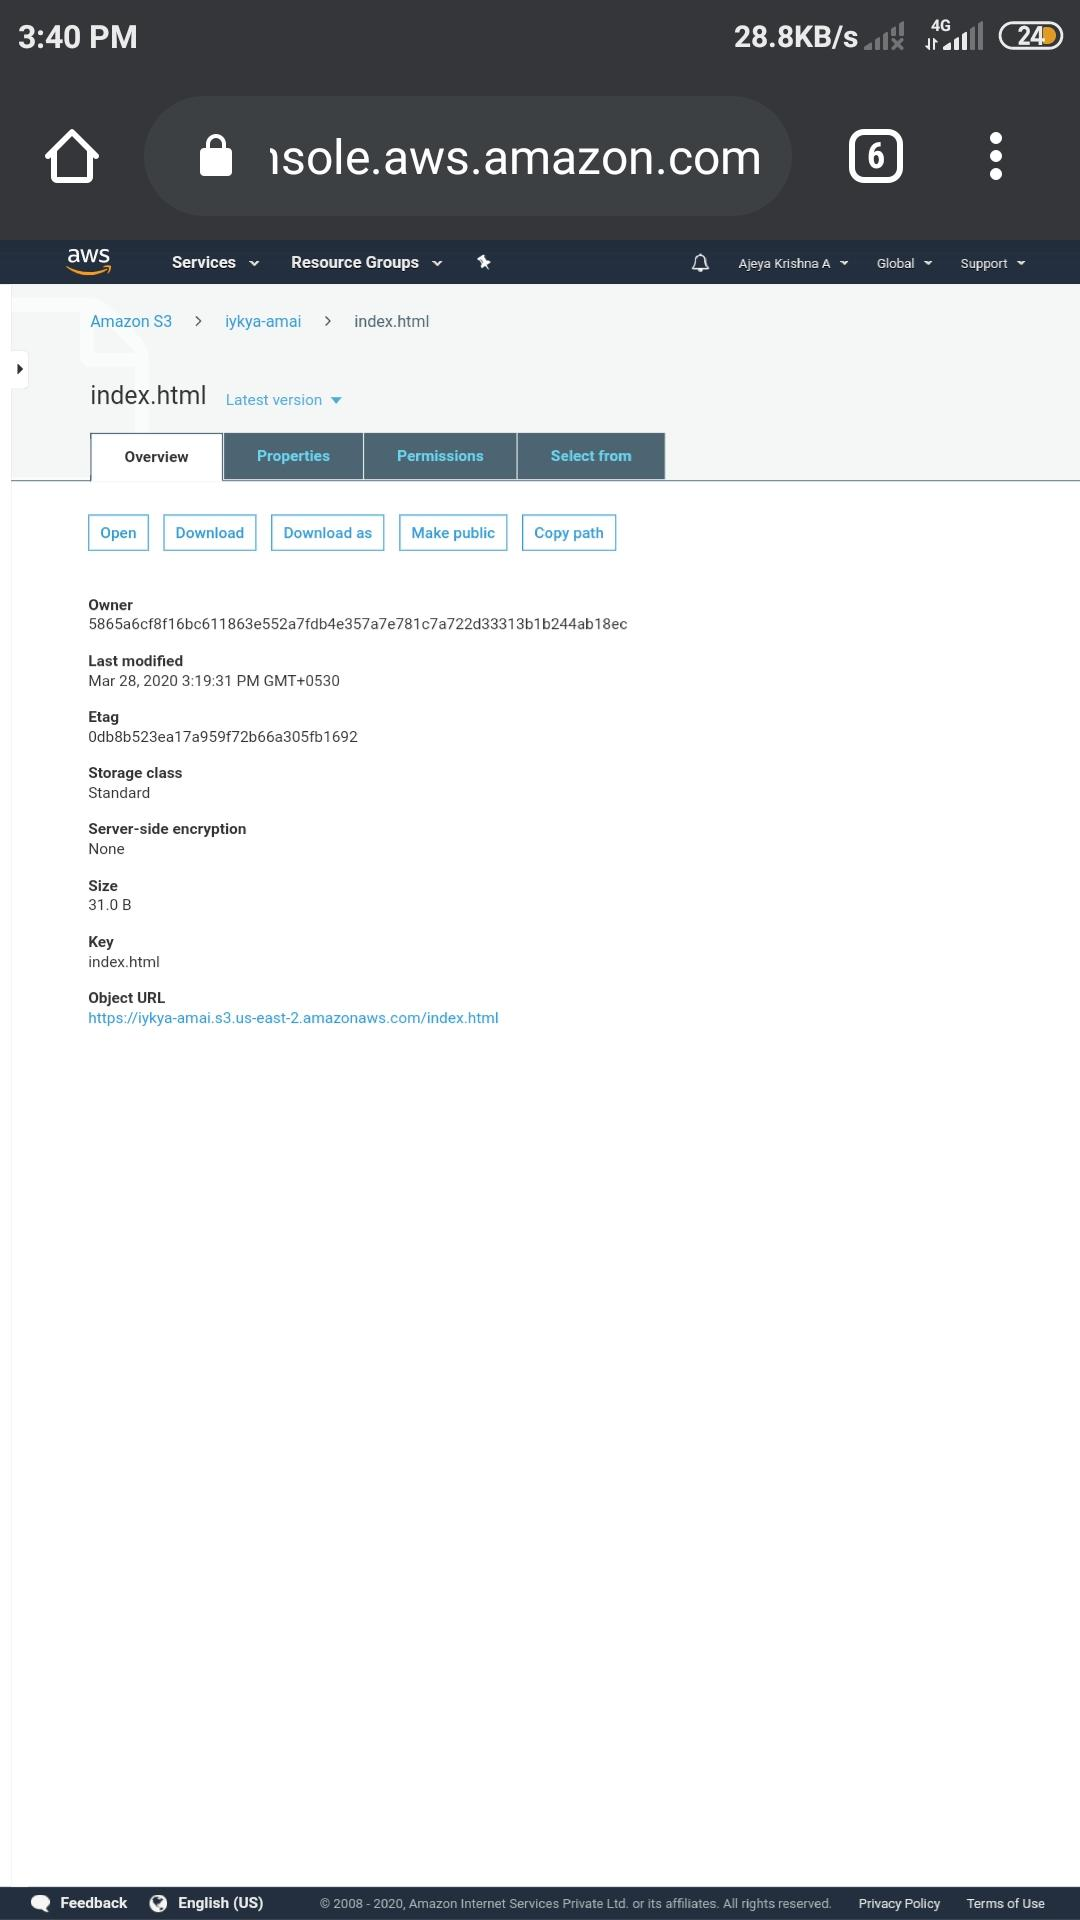 3:40 PM
28.8KB/s
4G
24
nsole.aws.amazon.com
6
aws
Services
Resource Groups
Ajeya Krishna A
Global
Support
Amazon S3
iykya-amai
index.html
index.html
Latest version
Overview
Properties
Permissions
Select from
Open
Download
Download as
Make public
Copy path
Owner
5865a6cf8f16bc611863e552a7fdb4e357a7e781c7a722d33313b1b244ab18ec
Last modified
Mar 28, 2020 3:19:31 PM GMT+0530
Etag
0db8b523ea17a959f72b66a305fb1692
Storage class
Standard
Server-side encryption
None
Size
31.0 B
Key
index.html
Object URL
https://iykya-amai.s3.us-east-2.amazonaws.com/index.html
Feedback
English (US)
© 2008 - 2020, Amazon Internet Services Private Ltd. or its affiliates. All rights reserved.
Privacy Policy
Terms of Use